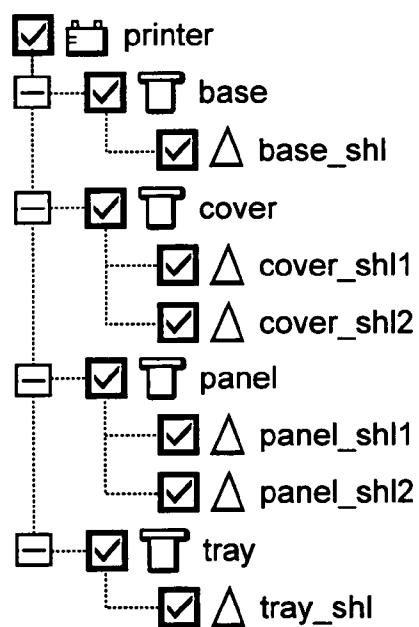 printer
base
base_shl
cover
cover_shl1
cover_shl2
panel
panel_shl1
panel_shl2
tray
tray_shl